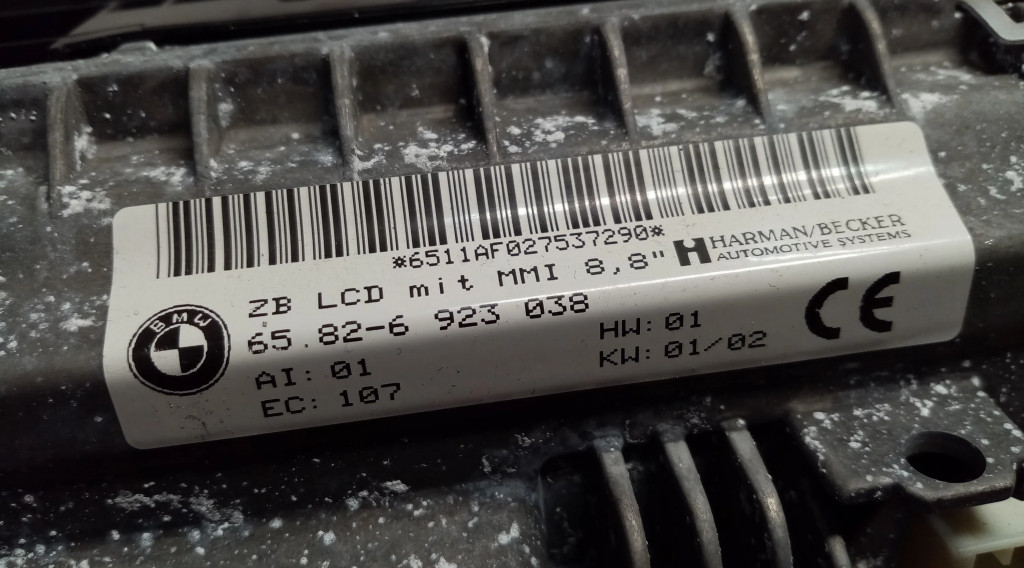 *6511AF027537290*
ZB LCD mit MMI 8,8"
H HARMAN/BECKER
AUTOMOTIVE SYSTEMS
BMW
65.82-6 923 038
AI: 01
HW: 01
EC: 107
KW: 01/02
CE